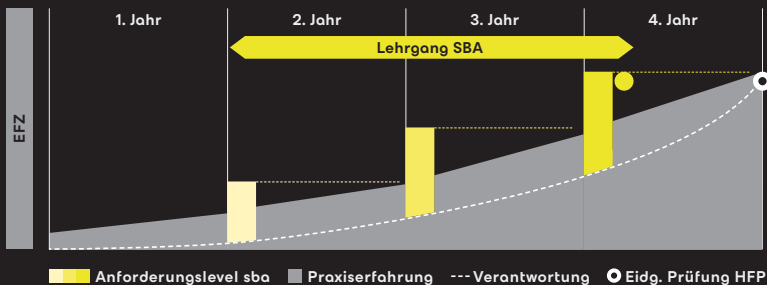 1. Jahr 2. Jahr 3. Jahr 4. Jahr
Lehrgang SBA
EFZ
Anforderungslevel sba Praxiserfahrung Verantwortung Eidg. Prüfung HFP